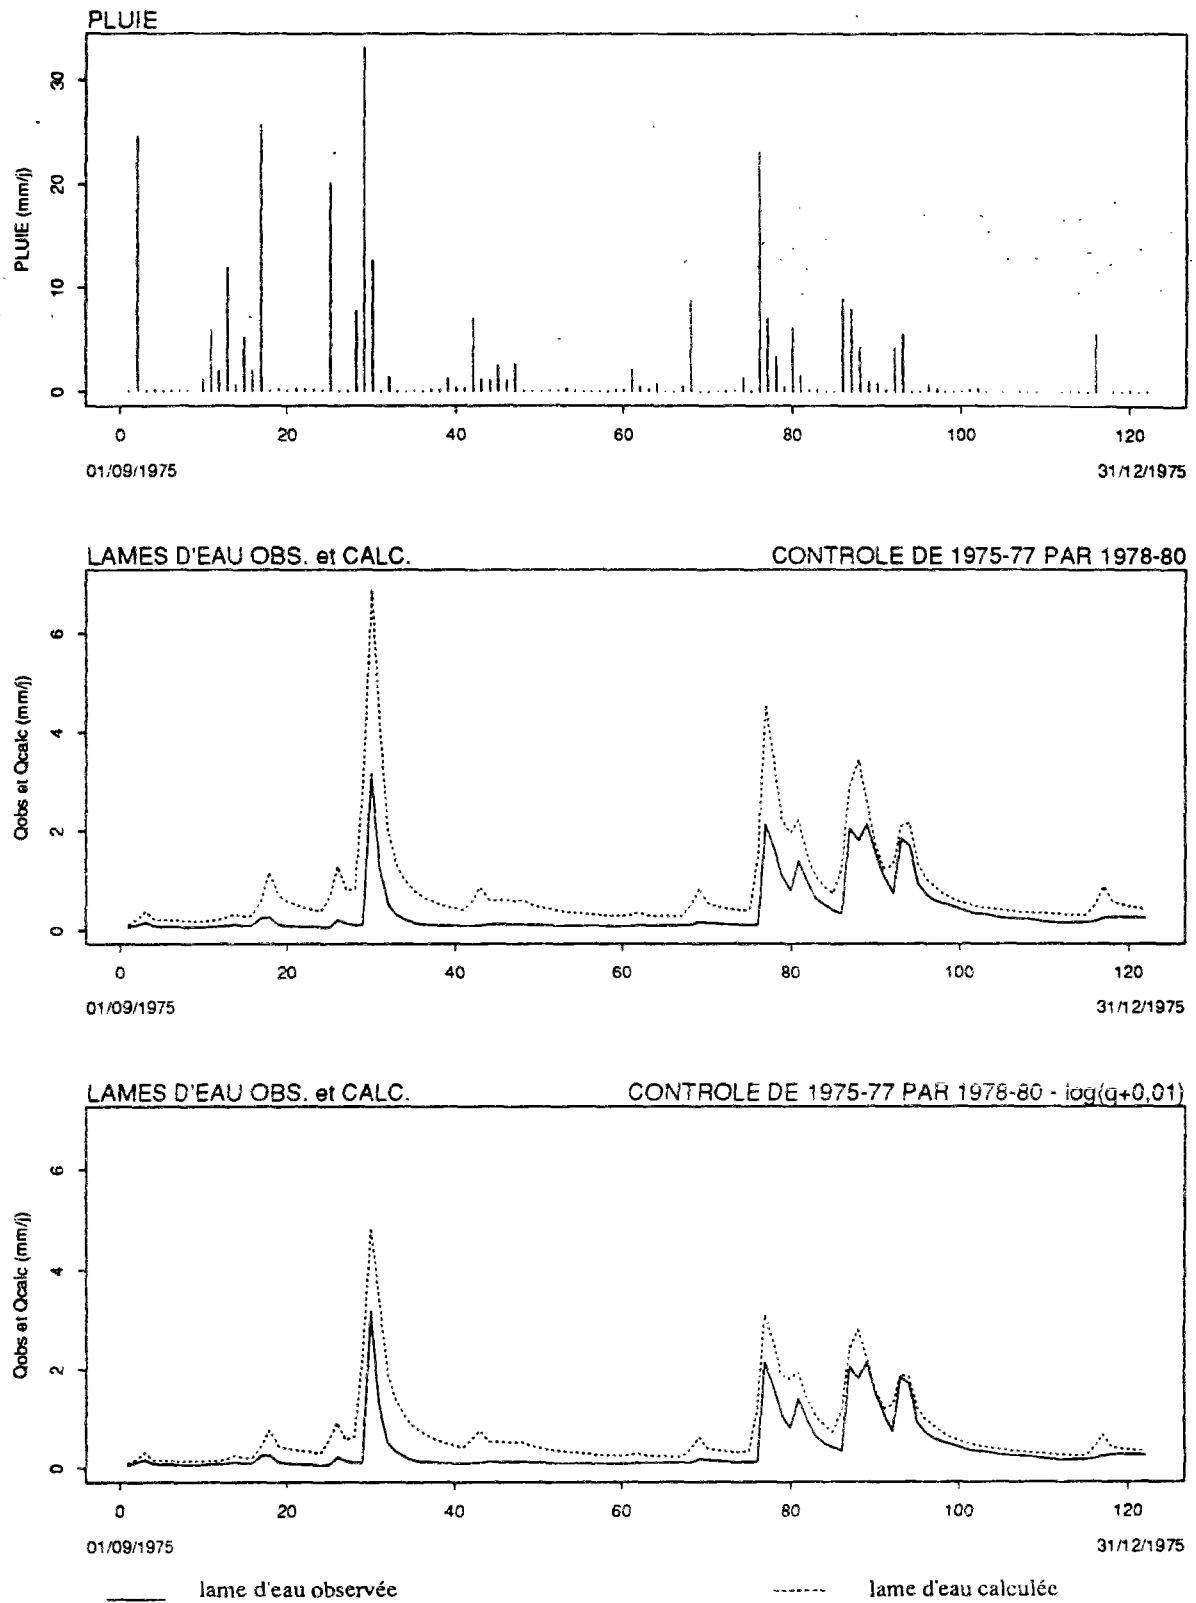 PLUIE
30
20
10
0
PLUIE (mm/j)
0 20 40 60 80 100 120
01/09/1975 31/12/1975
LAMES D'EAU OBS. et CALC. CONTROLE DE 1975-77 PAR 1978-80
6
4
2
0
Qobs et Qcalc (mm/j)
0 20 40 60 80 100 120
01/09/1975 31/12/1975
LAMES D'EAU OBS. et CALC. CONTROLE DE 1975-77 PAR 1978-80 - log(q+0,01)
6
4
2
0
Qobs et Qcalc (mm/j)
0 20 40 60 80 100 120
01/09/1975 31/12/1975
lame d'eau observée lame d'eau calculée